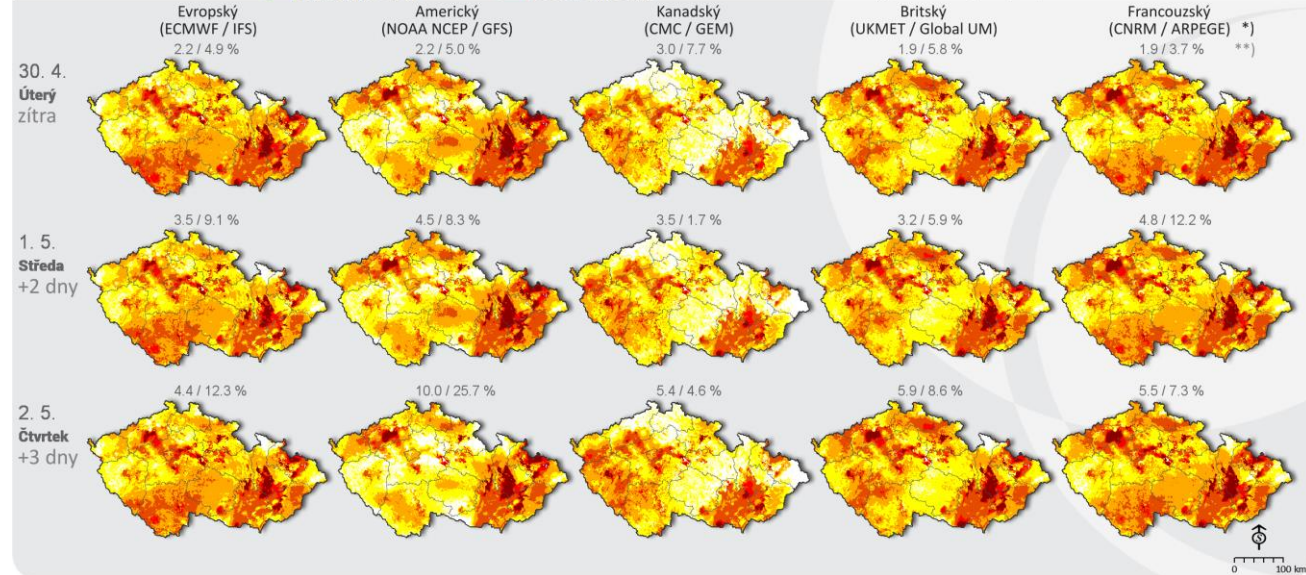 Evropský
(ECMWF / IFS)
2.2 / 4.9 %
Americký
(NOAA NCEP / GFS)
2.2 / 5.0 %
Kanadský
(CMC / GEM)
3.0 / 7.7 %
Britský
(UKMET / Global UM)
1.9 / 5.8 %
Francouzský
(CNRM / ARPEGE) *)
1.9 / 3.7 % **)
30. 4.
Úterý
zítra
3.5 / 9.1 %
4.5 / 8.3 %
3.5 / 1.7 %
3.2 / 5.9 %
4.8 / 12.2 %
1. 5.
Středa
+2 dny
4.4 / 12.3 %
10.0 / 25.7 %
5.4 / 4.6 %
5.9 / 8.6 %
5.5 / 7.3 %
2. 5.
Čtvrtek
+3 dny
S
0 100 km